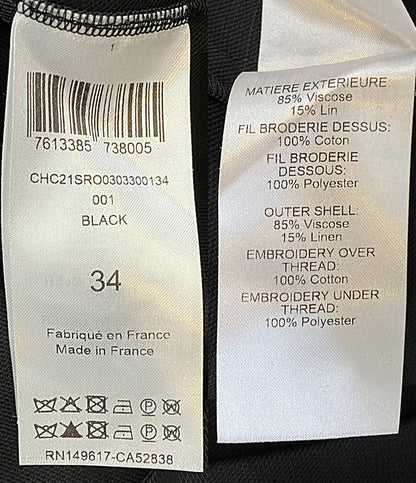 1
7613385 738005
CHC21SRO0303300134
001
BLACK
34
Fabriqué en France
Made in France
RN149617-CA52838
MATIERE EXTERIEURE:
85% Viscose
15% Lin
FIL BRODERIE DESSUS:
100% Coton
FIL BRODERIE
DESSOUS:
100% Polyester
OUTER SHELL:
85% Viscose
15% Linen
EMBROIDERY OVER
THREAD:
100% Cotton
EMBROIDERY UNDER
THREAD:
100% Polyester